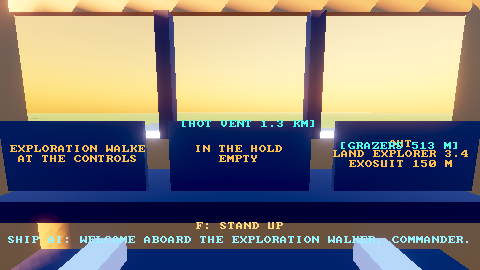 [HOT VENT 1.3 KM]
EXPLORATION WALKE
AT THE CONTROLS
IN THE HOLD
EMPTY
OUT
[GRAZERS 513 M]
LAND EXPLORER 3.4
EXOSUIT 150 M
F: STAND UP
SHIP AI: WELCOME ABOARD THE EXPLORATION WALKER, COMMANDER.